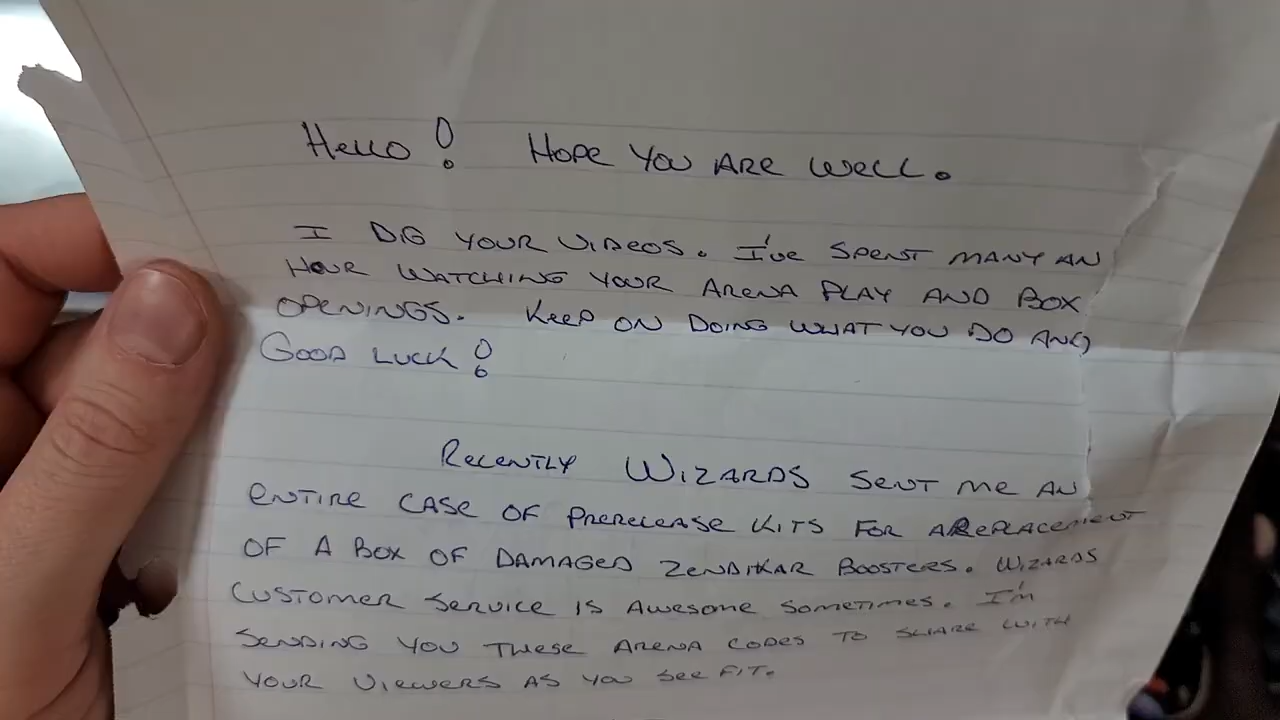 Hello! Hope you are well.
I dig your videos. I've spent many an
hour watching your Arena play and box
openings. Keep on doing what you do and
Good luck!
Recently Wizards sent me an
entire case of prerelease kits for a replacement
of a box of damaged Zendikar boosters. Wizards
customer service is awesome sometimes. I'm
sending you these Arena codes to share with
your viewers as you see fit.